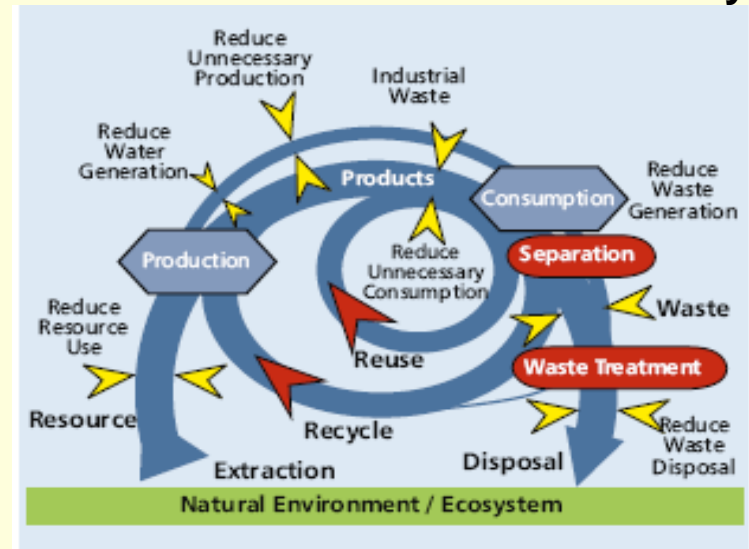 Reduce
Unnecessary
Production
Industrial
Waste
Reduce
Water
Generation
Products
Consumption
Reduce
Waste
Generation
Production
Reduce
Unnecessary
Consumption
Separation
Reduce
Resource
Use
Waste
Reuse
Waste Treatment
Resource
Recycle
Reduce
Waste
Disposal
Extraction
Disposal
Natural Environment / Ecosystem